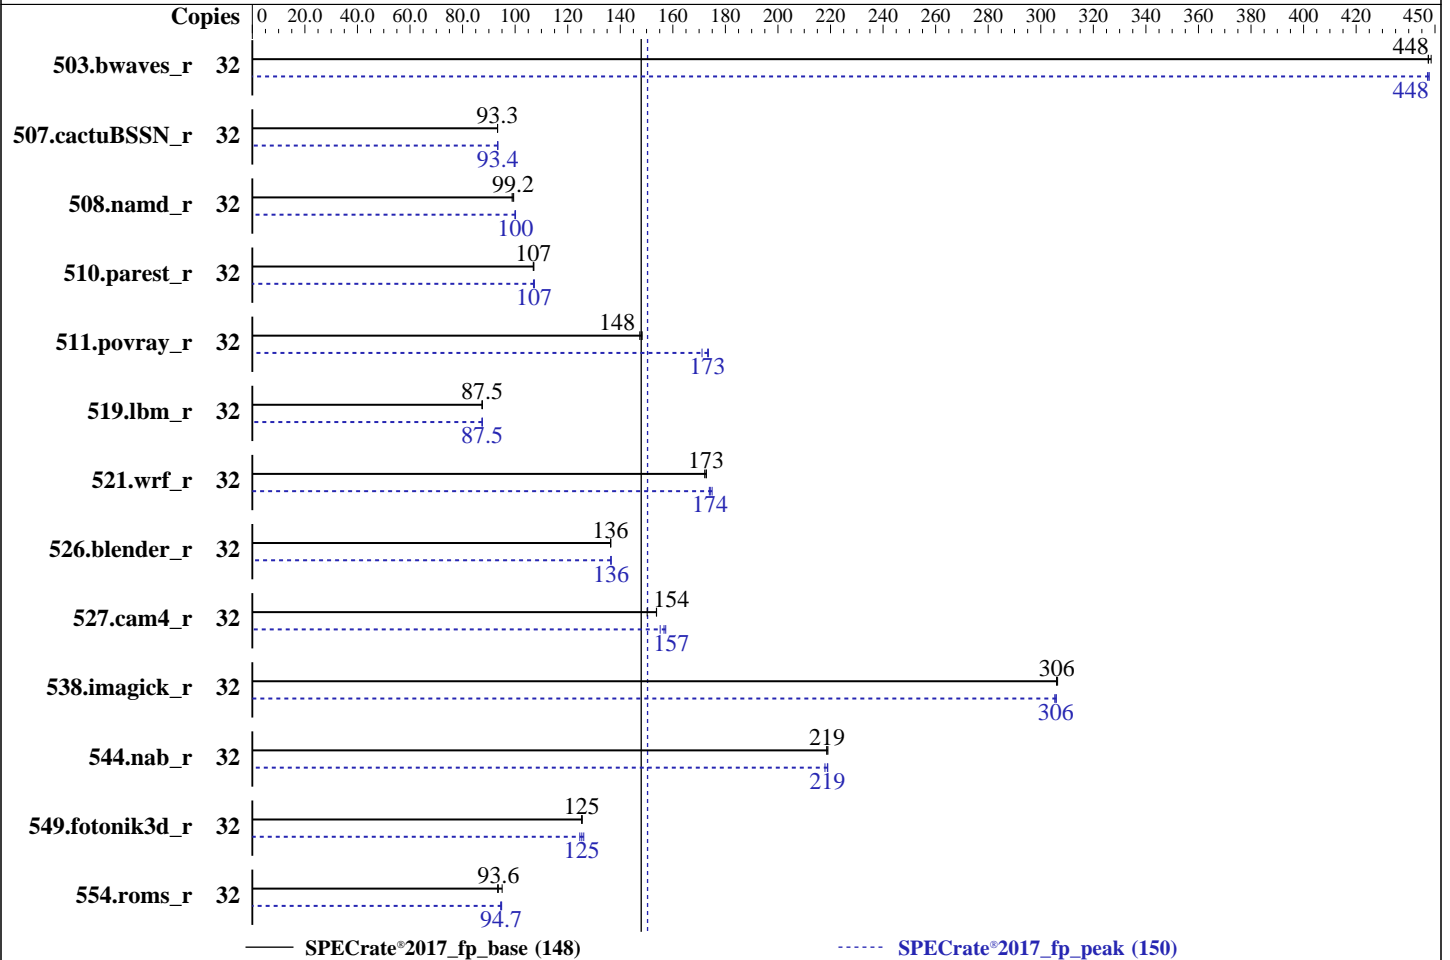 Copies 0 20.0 40.0 60.0 80.0 100 120 140 160 180 200 220 240 260 280 300 320 340 360 380 400 420 450
448
503.bwaves_r 32
448
93.3
507.cactuBSSN_r 32
93.4
99.2
508.namd_r 32
100
107
510.parest_r 32
107
148
511.povray_r 32
173
87.5
519.lbm_r 32
87.5
173
521.wrf_r 32
174
136
526.blender_r 32
136
154
527.cam4_r 32
157
306
538.imagick_r 32
306
219
544.nab_r 32
219
125
549.fotonik3d_r 32
125
93.6
554.roms_r 32
94.7
SPECrate®2017_fp_base (148) SPECrate®2017_fp_peak (150)